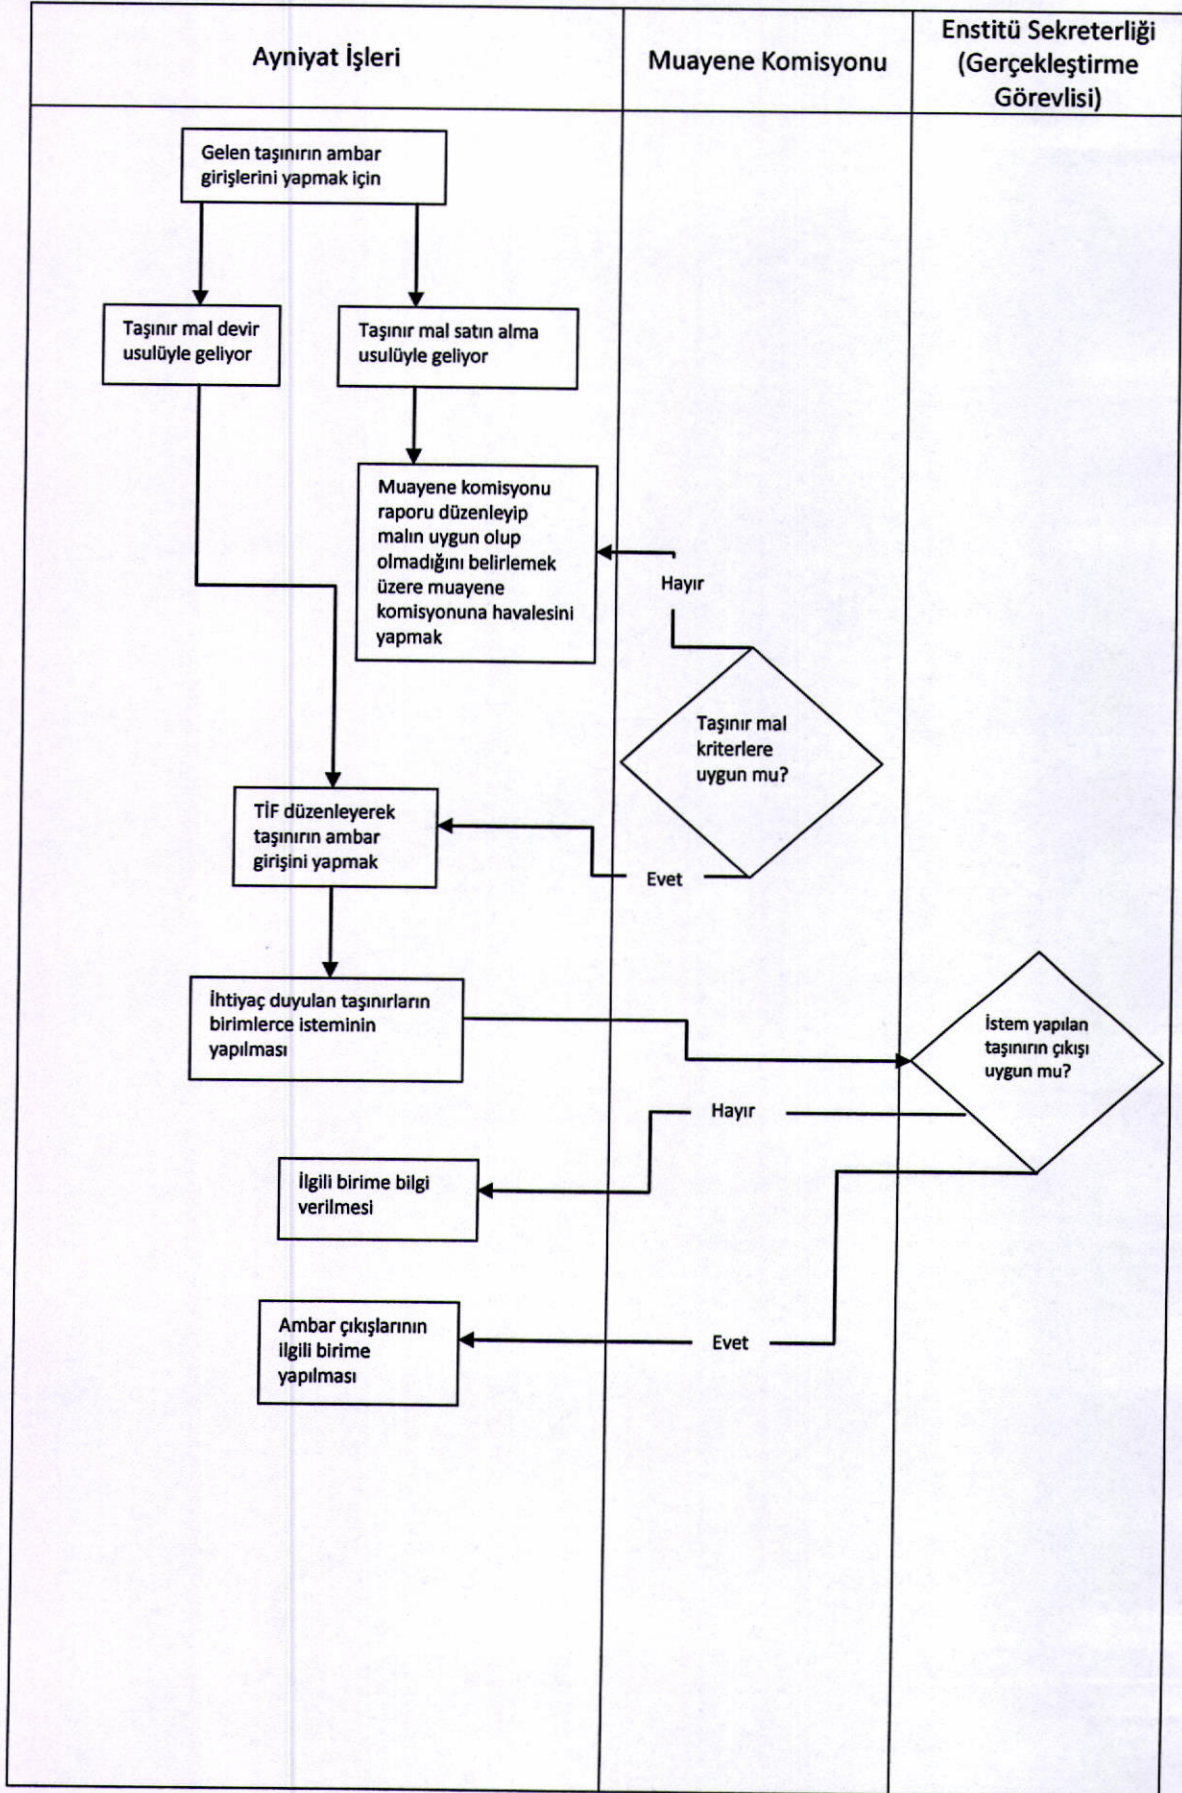 Ayniyat İşleri
Muayene Komisyonu
Enstitü Sekreterliği
(Gerçekleştirme
Görevlisi)
Gelen taşınırın ambar
girişlerini yapmak için
Taşınır mal devir
usulüyle geliyor
Taşınır mal satın alma
usulüyle geliyor
Muayene komisyonu
raporu düzenleyip
malın uygun olup
olmadığını belirlemek
üzere muayene
komisyonuna havalesini
yapmak
Hayır
Taşınır mal
kriterlere
uygun mu?
TİF düzenleyerek
taşınırın ambar
girişini yapmak
Evet
İhtiyaç duyulan taşınırların
birimlerce isteminin
yapılması
İstem yapılan
taşınırın çıkışı
uygun mu?
Hayır
İlgili birime bilgi
verilmesi
Ambar çıkışlarının
ilgili birime
yapılması
Evet